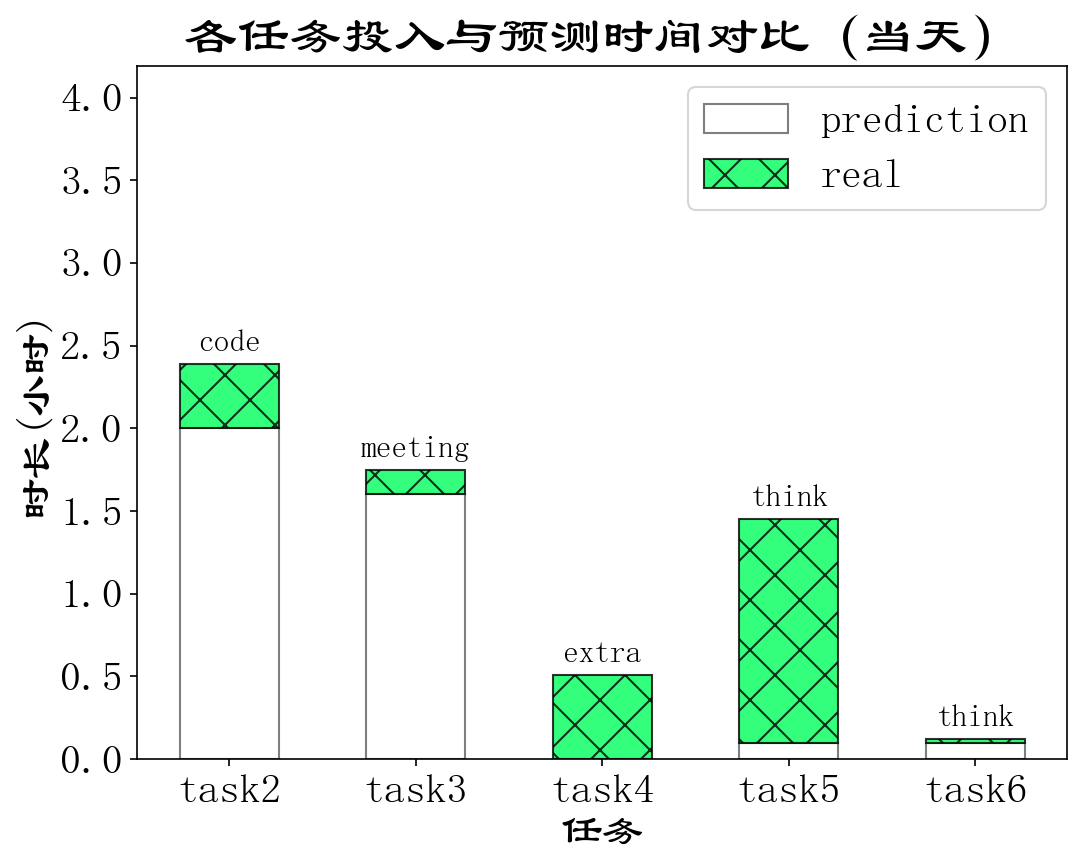 各任务投入与预测时间对比 (当天)
prediction
real
时长(小时)
4.0
3.5
3.0
2.5
2.0
1.5
1.0
0.5
0.0
code
meeting
extra
think
think
task2 task3 task4 task5 task6
任务